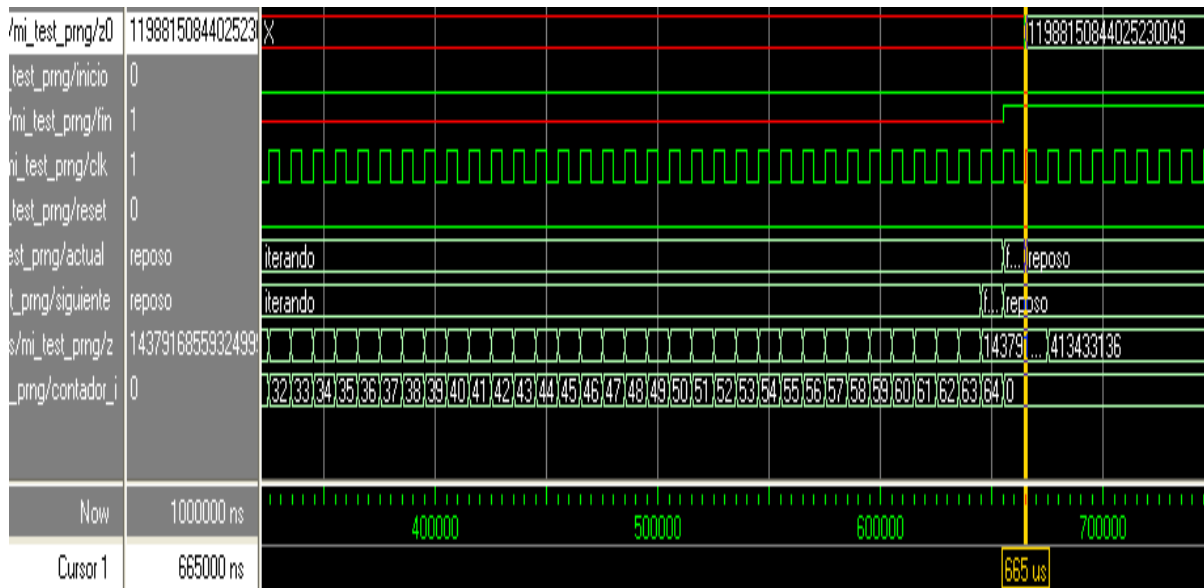 /mi_test_prng/z0 1198815084402523 X 11988150844025230049
_test_prng/inicio 0
/mi_test_prng/fin 1
mi_test_prng/clk 1
_test_prng/reset 0
est_prng/actual reposo iterando f... reposo
t_prng/siguiente reposo iterando f... reposo
s/mi_test_prng/z 1437916855932499 14379 ... 413433136
_prng/contador_i 0 32 33 34 35 36 37 38 39 40 41 42 43 44 45 46 47 48 49 50 51 52 53 54 55 56 57 58 59 60 61 62 63 64 0
Now 1000000 ns 400000 500000 600000 700000
Cursor 1 665000 ns 665 us